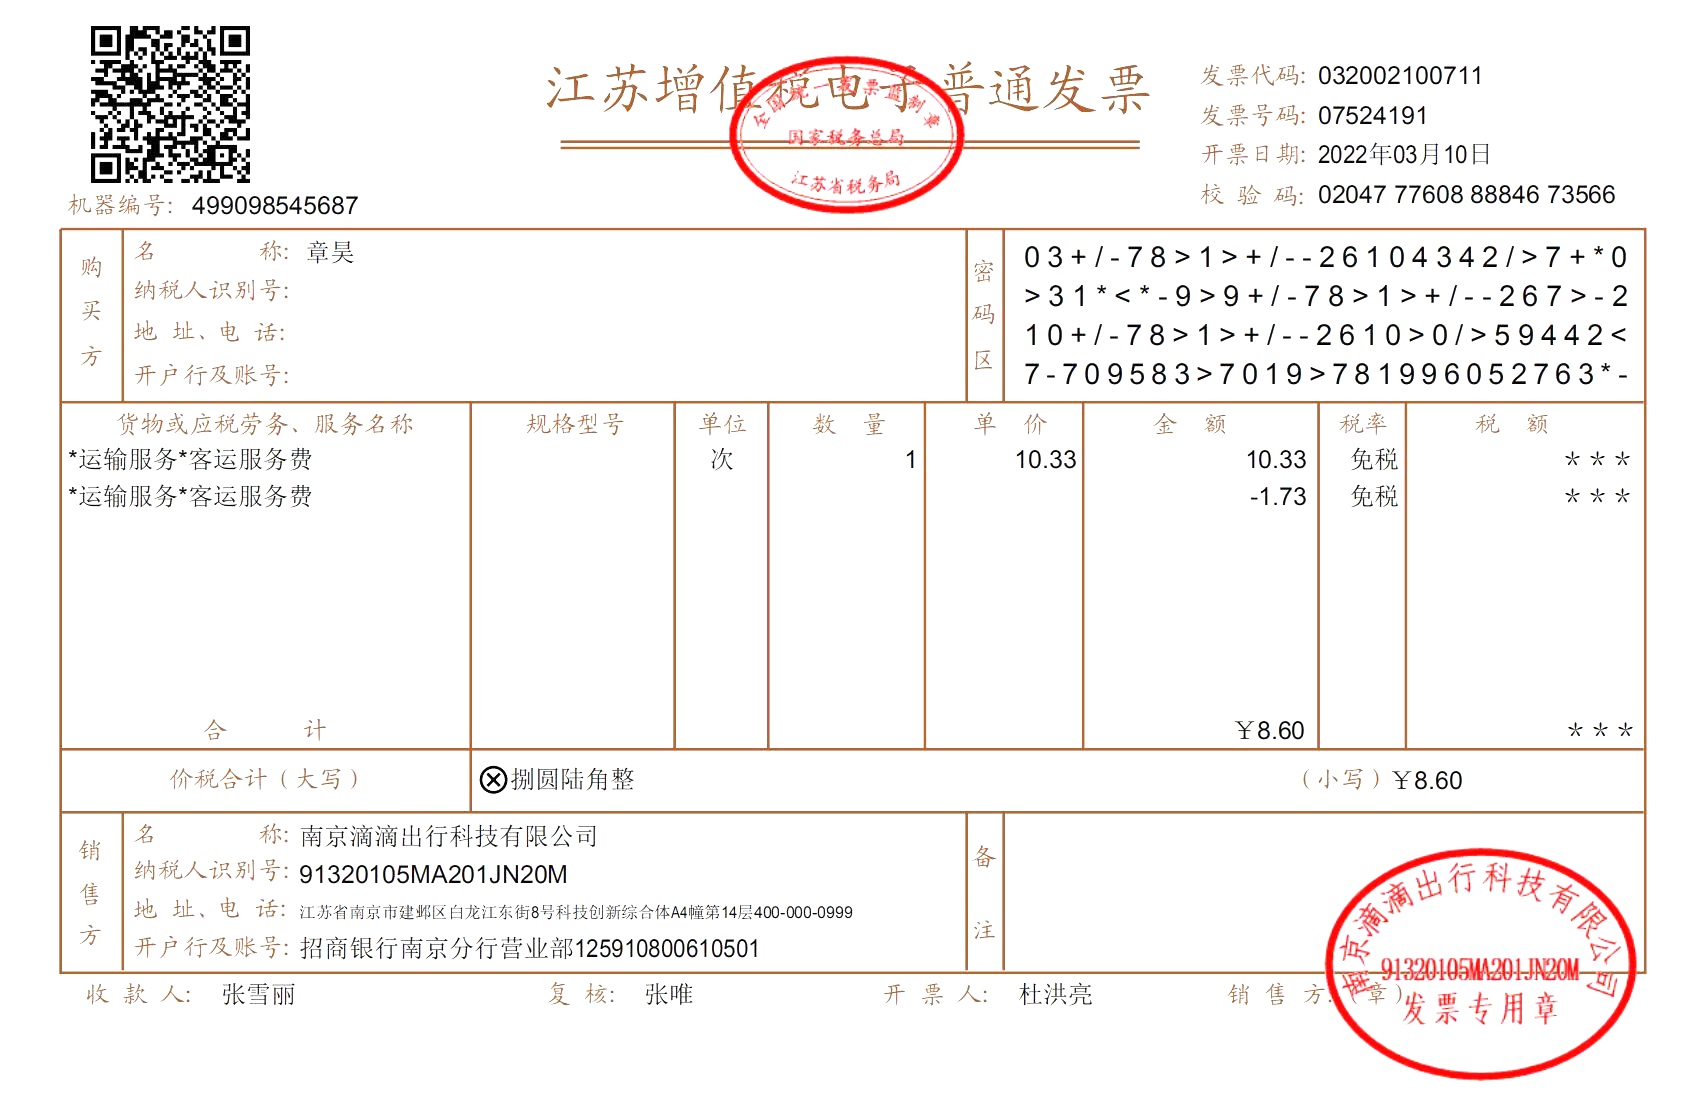 江苏增值税电子普通发票
全国统一发票监制章
国家税务总局
江苏省税务局
发票代码: 032002100711
发票号码: 07524191
开票日期: 2022年03月10日
校 验 码: 02047 77608 88846 73566
机器编号: 499098545687
购买方
名 称: 章昊
纳税人识别号:
地 址、电 话:
开户行及账号:
密码区
03+/-78>1>+/--26104342/>7+*0
>31*<*-9>9+/-78>1>+/--267>-2
10+/-78>1>+/--2610>0/>59442<
7-709583>7019>781996052763*-
货物或应税劳务、服务名称 规格型号 单位 数 量 单 价 金 额 税率 税 额
*运输服务*客运服务费 次 1 10.33 10.33 免税 ***
*运输服务*客运服务费 -1.73 免税 ***
合 计 ￥8.60 ***
价税合计（大写） ⊗捌圆陆角整 （小写）￥8.60
销售方
名 称: 南京滴滴出行科技有限公司
纳税人识别号: 91320105MA201JN20M
地 址、电 话: 江苏省南京市建邺区白龙江东街8号科技创新综合体A4幢第14层400-000-0999
开户行及账号: 招商银行南京分行营业部125910800610501
备注
收 款 人: 张雪丽 复 核: 张唯 开 票 人: 杜洪亮 销 售 方:（章）
南京滴滴出行科技有限公司
91320105MA201JN20M
发票专用章